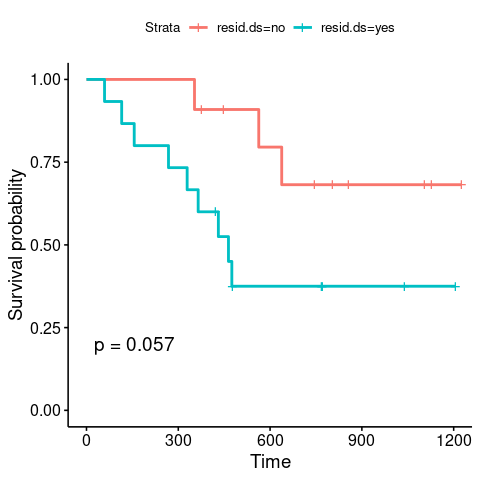 Strata resid.ds=no resid.ds=yes
Survival probability
1.00
0.75
0.50
0.25
0.00
p = 0.057
0 300 600 900 1200
Time